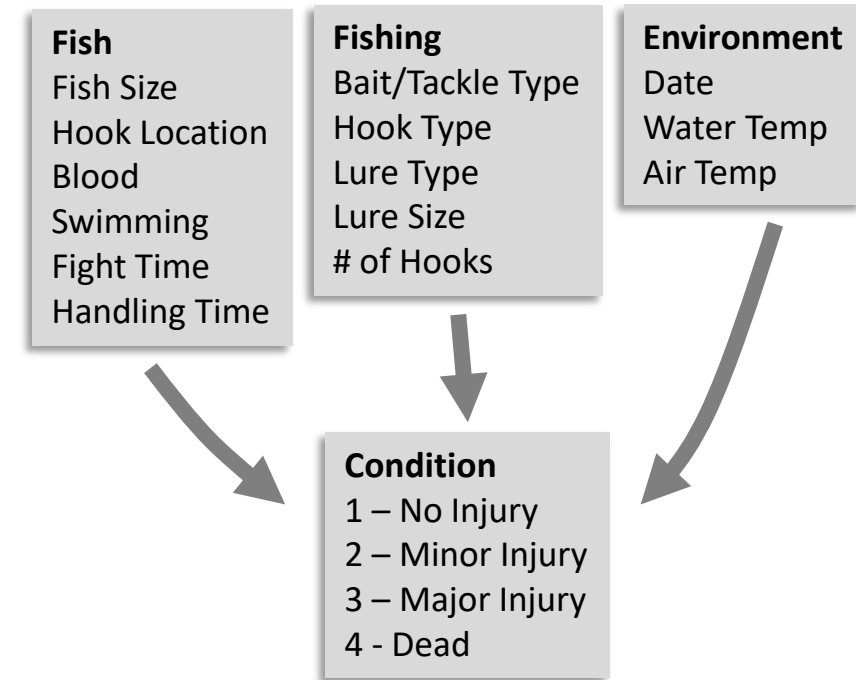 Fish
Fish Size
Hook Location
Blood
Swimming
Fight Time
Handling Time
Fishing
Bait/Tackle Type
Hook Type
Lure Type
Lure Size
# of Hooks
Environment
Date
Water Temp
Air Temp
Condition
1 – No Injury
2 – Minor Injury
3 – Major Injury
4 - Dead